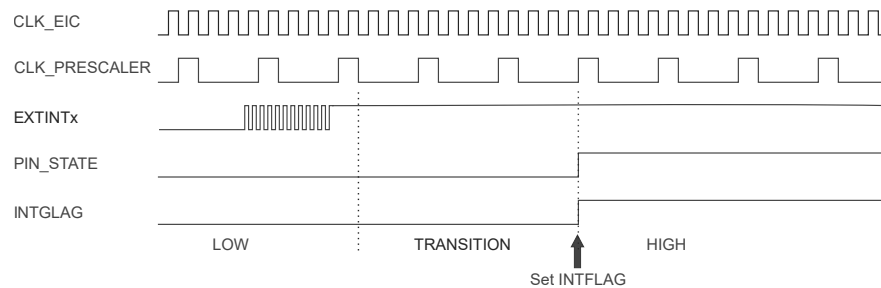 CLK_EIC
CLK_PRESCALER
EXTINTx
PIN_STATE
INTGLAG
LOW TRANSITION HIGH
Set INTFLAG